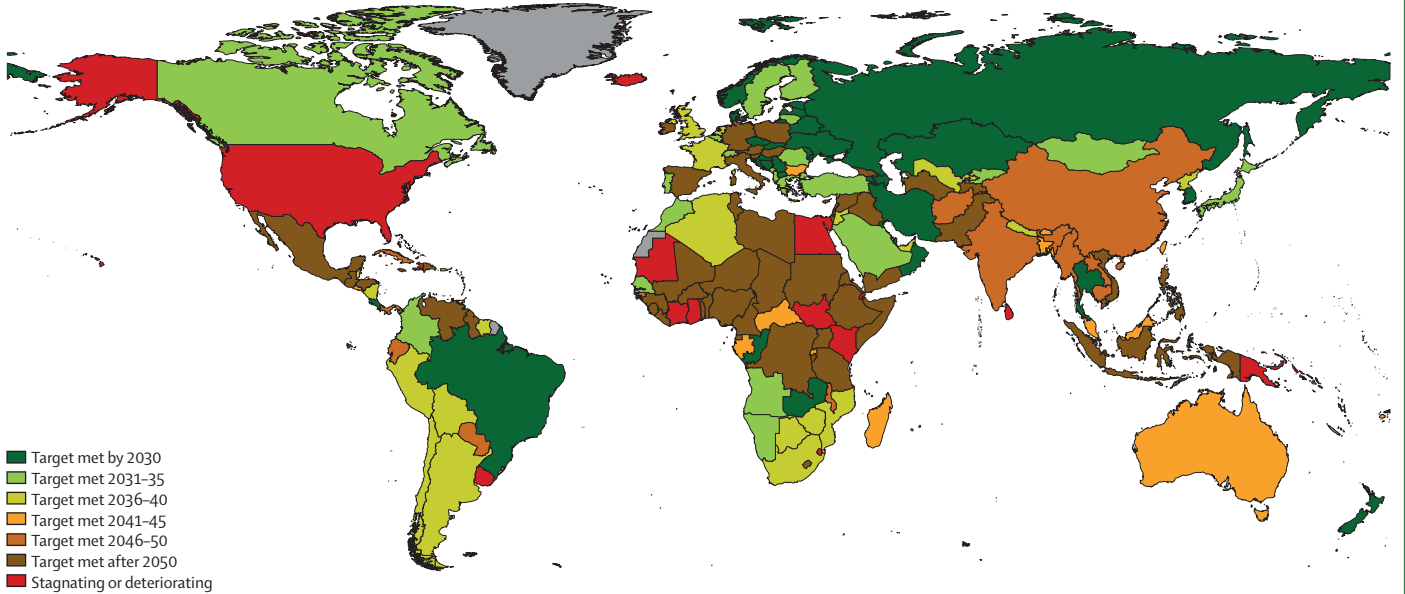 Target met by 2030
Target met 2031–35
Target met 2036–40
Target met 2041–45
Target met 2046–50
Target met after 2050
Stagnating or deteriorating